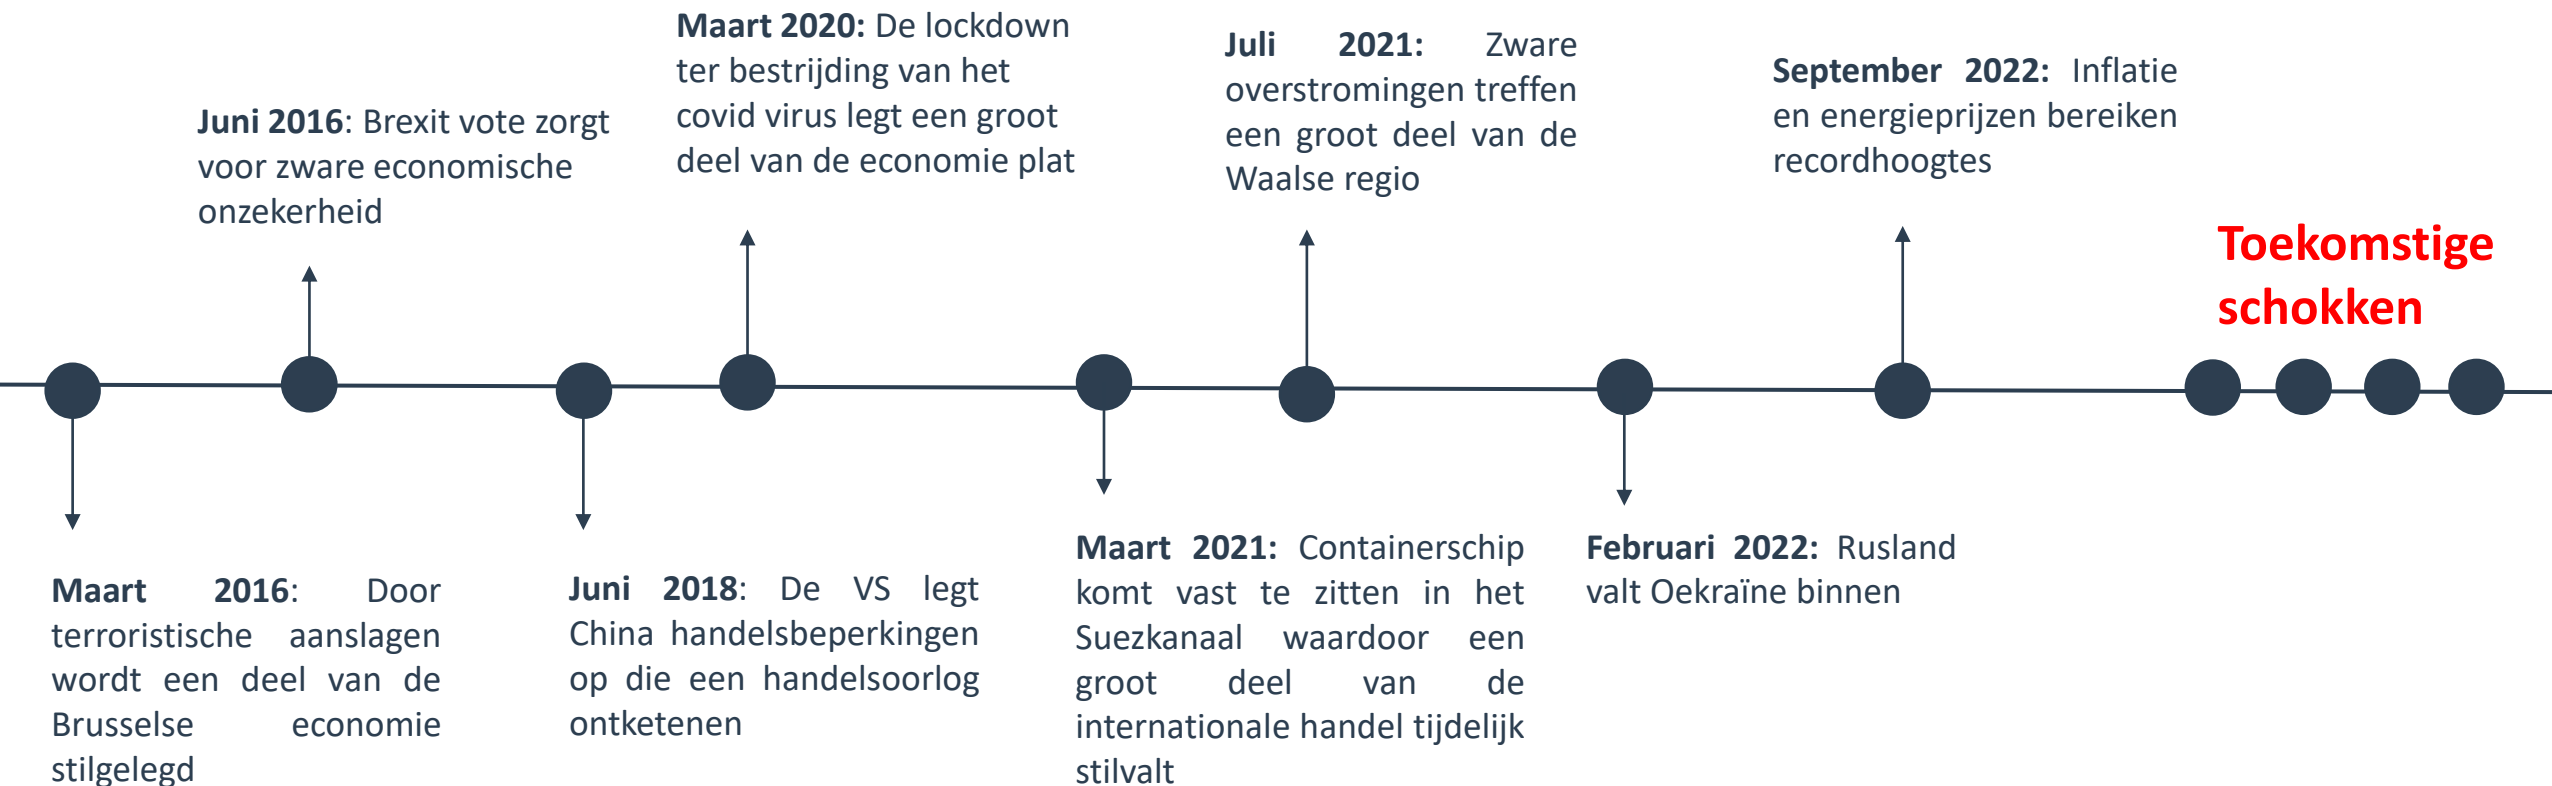 Maart 2016: Door
terroristische aanslagen
wordt een deel van de
Brusselse economie
stilgelegd
Juni 2016: Brexit vote zorgt
voor zware economische
onzekerheid
Juni 2018: De VS legt
China handelsbeperkingen
op die een handelsoorlog
ontketenen
Maart 2020: De lockdown
ter bestrijding van het
covid virus legt een groot
deel van de economie plat
Maart 2021: Containerschip
komt vast te zitten in het
Suezkanaal waardoor een
groot deel van de
internationale handel tijdelijk
stilvalt
Juli 2021: Zware
overstromingen treffen
een groot deel van de
Waalse regio
Februari 2022: Rusland
valt Oekraïne binnen
September 2022: Inflatie
en energieprijzen bereiken
recordhoogtes
Toekomstige
schokken